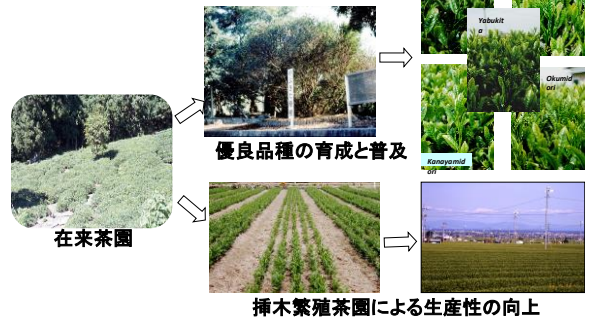 Yabukit
a
Okumid
ori
優良品種の育成と普及
Kanayamid
ori
在来茶園
挿木繁殖茶園による生産性の向上